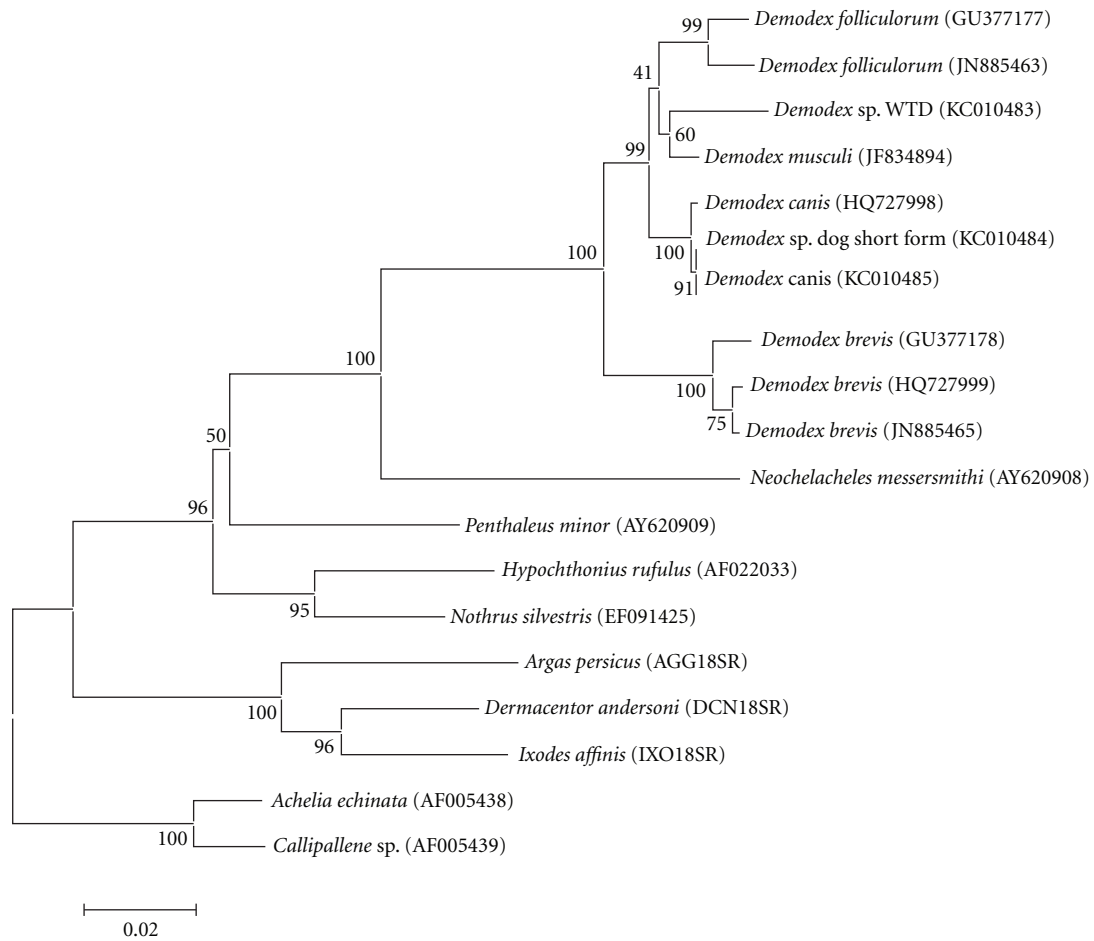 99
Demodex folliculorum (GU377177)
Demodex folliculorum (JN885463)
41
Demodex sp. WTD (KC010483)
60
Demodex musculi (JF834894)
99
Demodex canis (HQ727998)
Demodex sp. dog short form (KC010484)
100
Demodex canis (KC010485)
91
100
Demodex brevis (GU377178)
100
Demodex brevis (HQ727999)
75
Demodex brevis (JN885465)
100
Neochelacheles messersmithi (AY620908)
50
Penthaleus minor (AY620909)
96
Hypochthonius rufulus (AF022033)
95
Nothrus silvestris (EF091425)
Argas persicus (AGG18SR)
100
Dermacentor andersoni (DCN18SR)
96
Ixodes affinis (IXO18SR)
Achelia echinata (AF005438)
100
Callipallene sp. (AF005439)
0.02